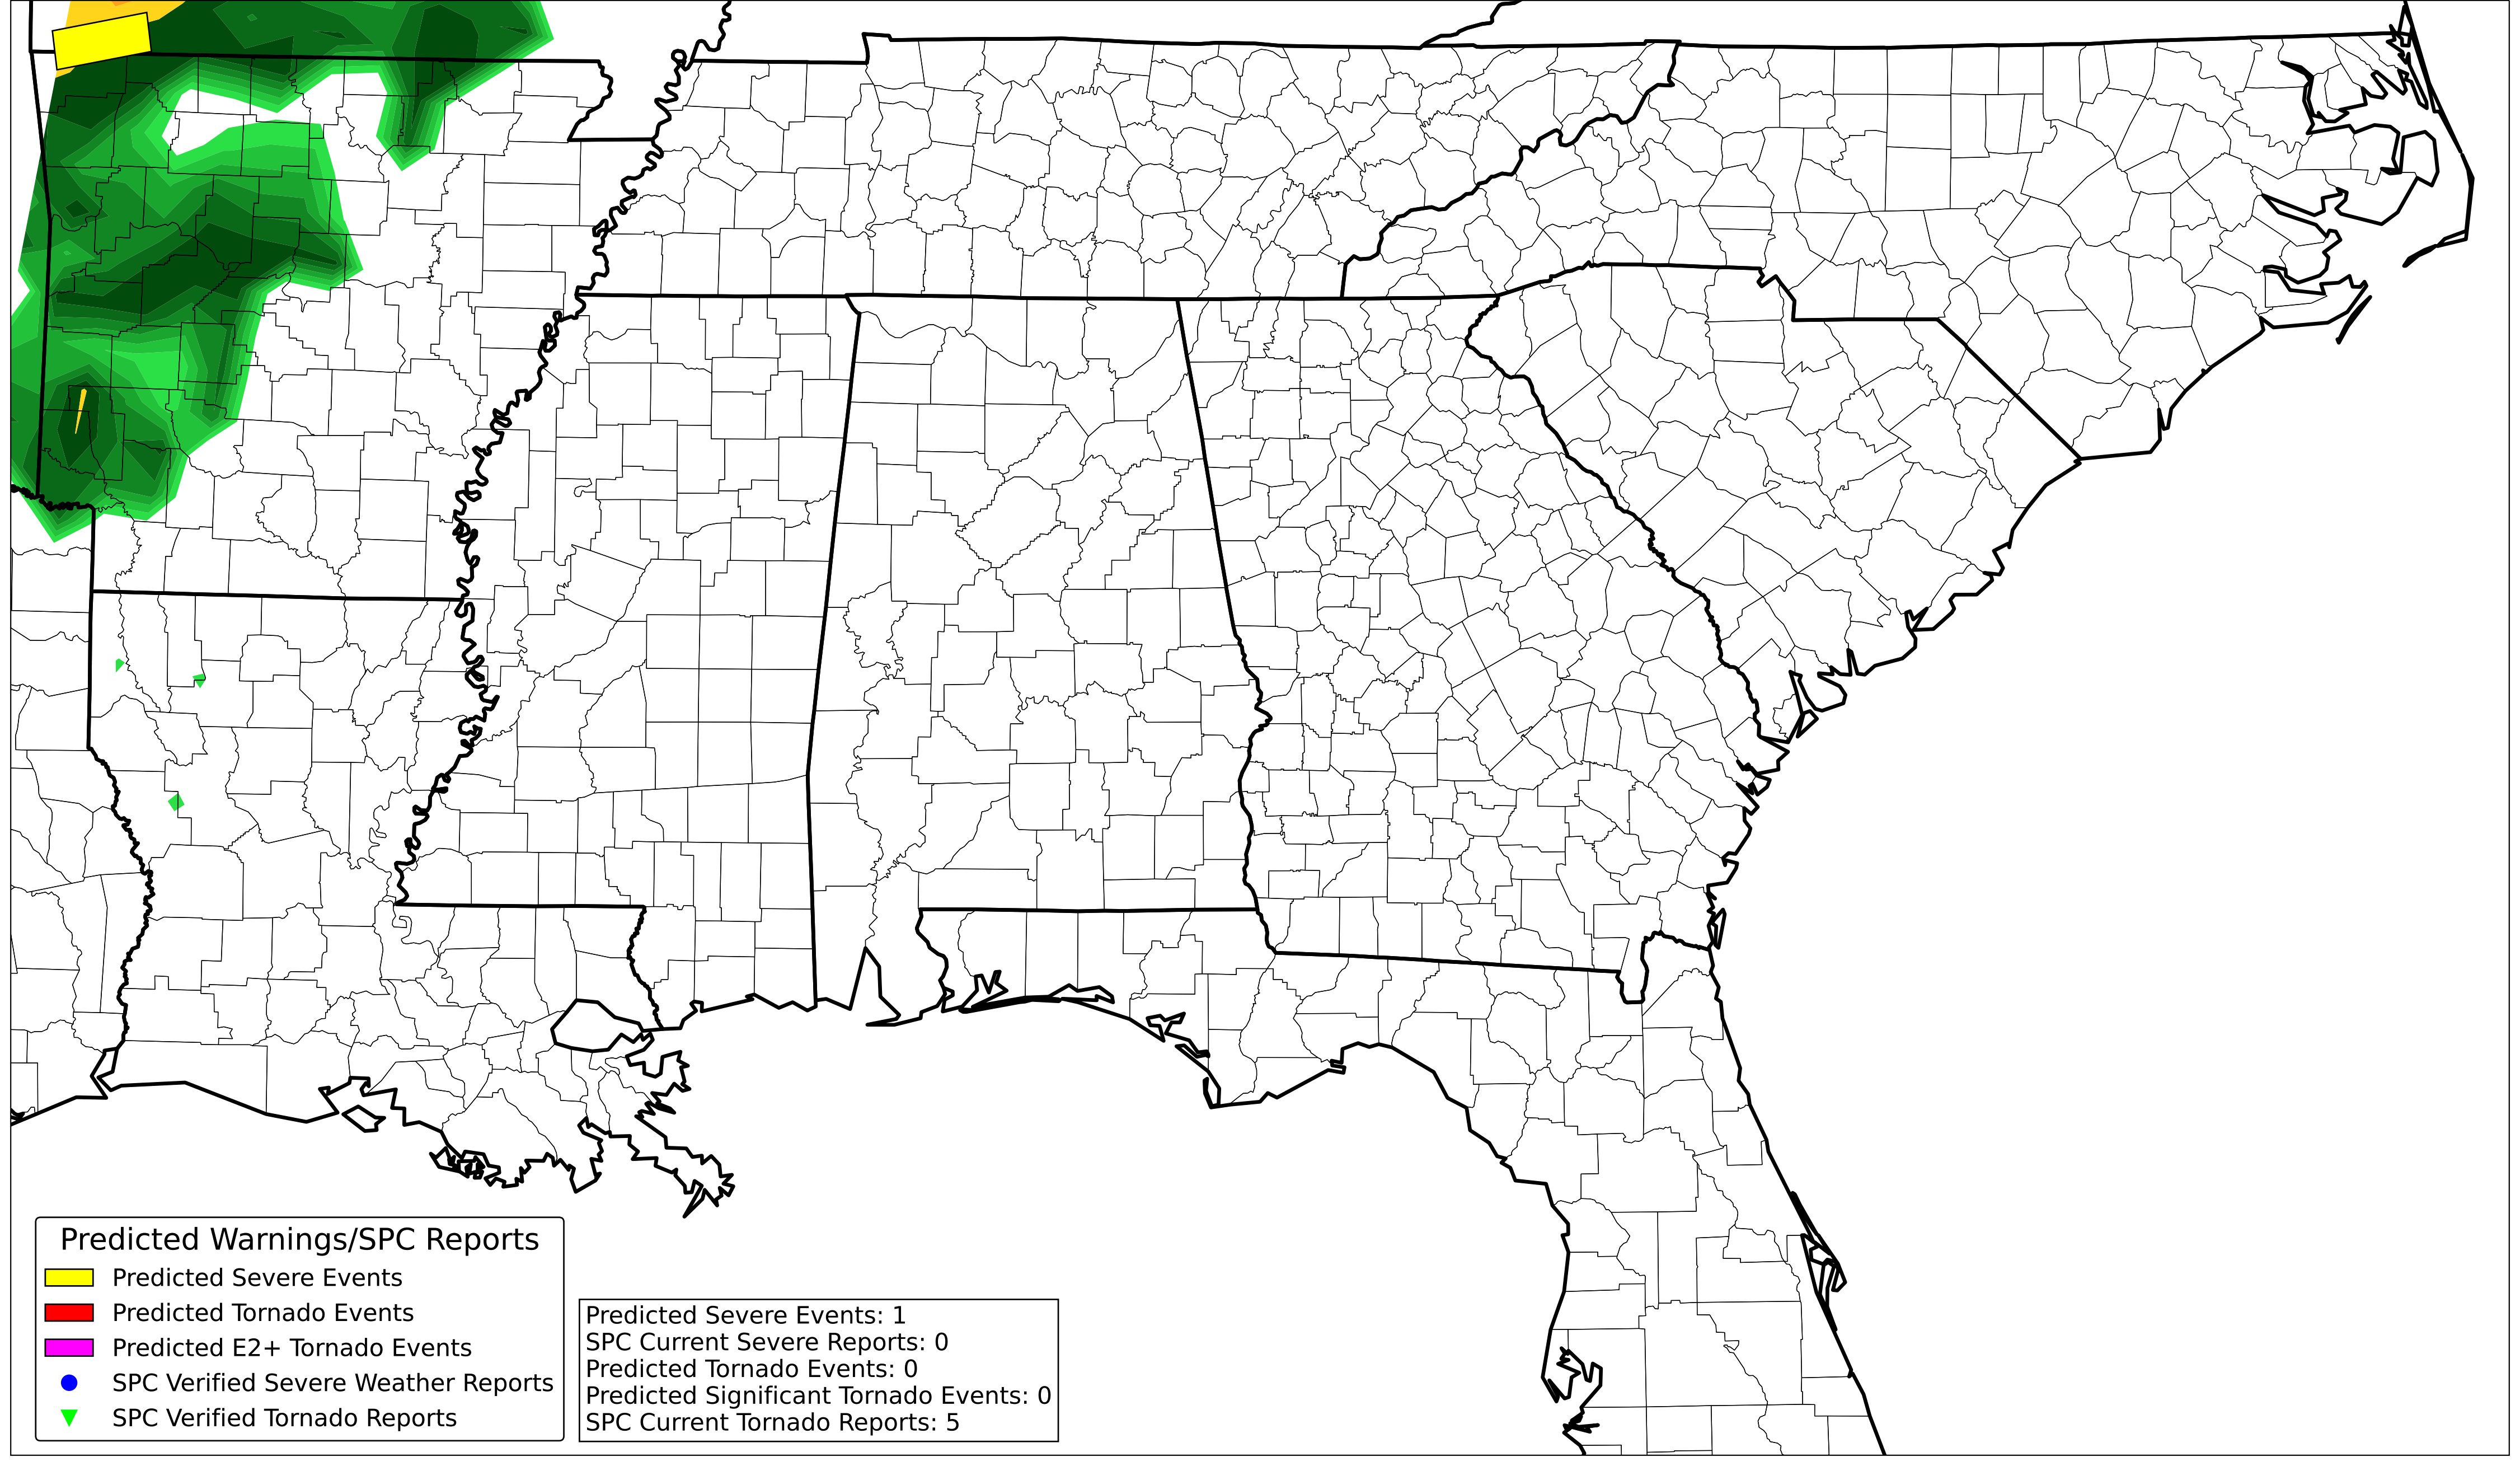 Predicted Warnings/SPC Reports
Predicted Severe Events
Predicted Tornado Events
Predicted E2+ Tornado Events
SPC Verified Severe Weather Reports
SPC Verified Tornado Reports
Predicted Severe Events: 1
SPC Current Severe Reports: 0
Predicted Tornado Events: 0
Predicted Significant Tornado Events: 0
SPC Current Tornado Reports: 5